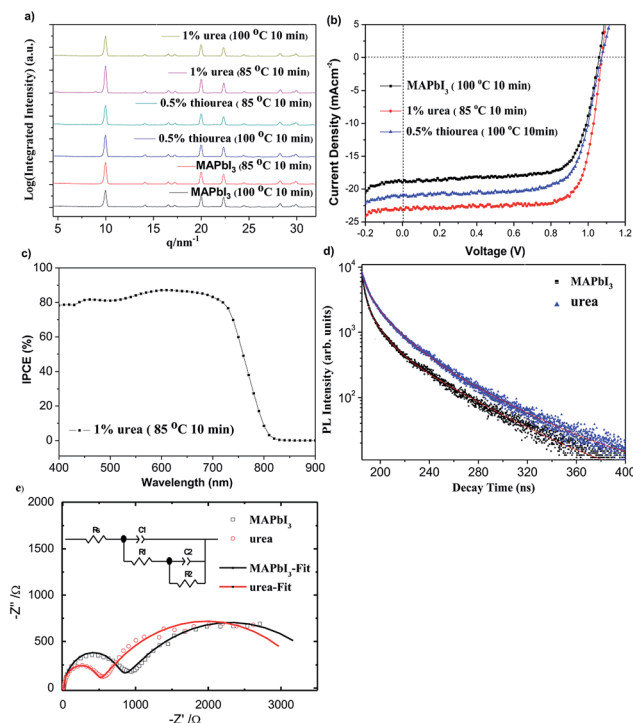 a)
1% urea (100 °C 10 min)
1% urea (85 °C 10 min)
0.5% thiourea (85 °C 10 min)
0.5% thiourea (100 °C 10 min)
MAPbI3 (85 °C 10 min)
MAPbI3 (100 °C 10 min)
Log(Integrated Intensity) (a.u.)
5 10 15 20 25 30
q/nm-1
(b)
5
0
-5
-10
-15
-20
-25
Current Density (mAcm-2)
MAPbI3 (100 °C 10 min)
1% urea (85 °C 10 min)
0.5% thiourea (100 °C 10min)
-0.2 0.0 0.2 0.4 0.6 0.8 1.0 1.2
Voltage (V)
c)
100
80
60
40
20
0
IPCE (%)
1% urea (85 °C 10 min)
400 500 600 700 800 900
Wavelength (nm)
d)
10^4
10^3
10^2
PL Intensity (arb. units)
MAPbI3
urea
200 240 280 320 360 400
Decay Time (ns)
e)
-2000
-1500
-1000
-500
0
-Z''/Ω
Rs
C1
R1
C2
R2
MAPbI3
urea
MAPbI3-Fit
urea-Fit
0 1000 2000 3000
-Z' /Ω